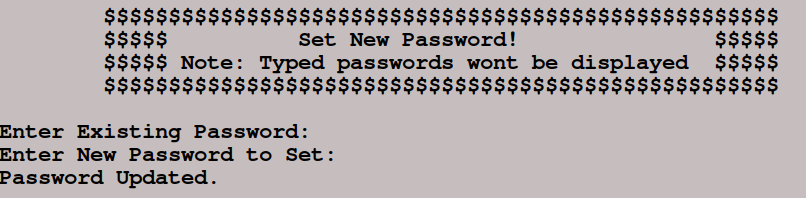 $$$$$$$$$$$$$$$$$$$$$$$$$$$$$$$$$$$$$$$$$$$$$$$$$$$$
$$$$$          Set New Password!               $$$$$
$$$$$ Note: Typed passwords wont be displayed  $$$$$
$$$$$$$$$$$$$$$$$$$$$$$$$$$$$$$$$$$$$$$$$$$$$$$$$$$$
Enter Existing Password:
Enter New Password to Set:
Password Updated.